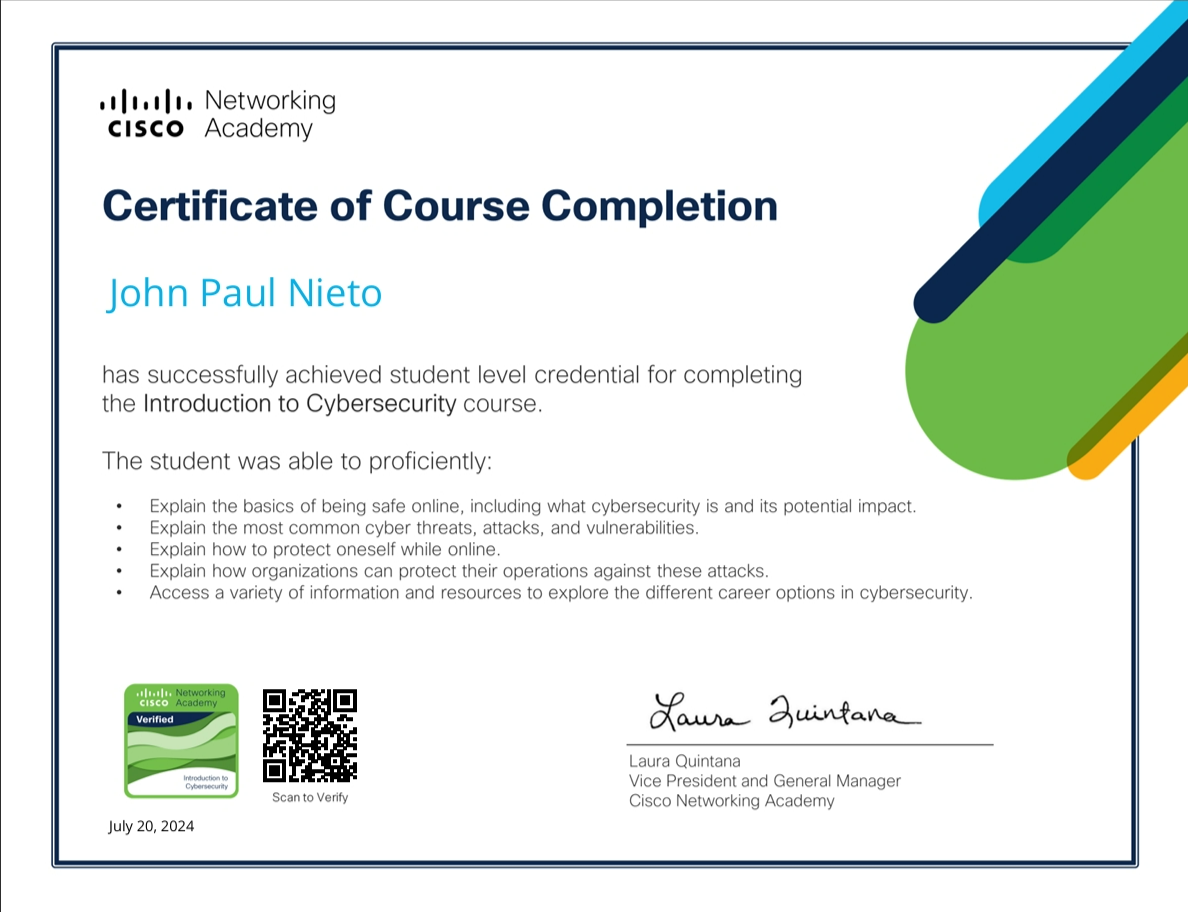 Networking
CISCO Academy
Certificate of Course Completion
John Paul Nieto
has successfully achieved student level credential for completing
the Introduction to Cybersecurity course.
The student was able to proficiently:
• Explain the basics of being safe online, including what cybersecurity is and its potential impact.
• Explain the most common cyber threats, attacks, and vulnerabilities.
• Explain how to protect oneself while online.
• Explain how organizations can protect their operations against these attacks.
• Access a variety of information and resources to explore the different career options in cybersecurity.
Networking
CISCO Academy
Verified
Introduction to
Cybersecurity
Scan to Verify
July 20, 2024
Laura Quintana
Laura Quintana
Vice President and General Manager
Cisco Networking Academy